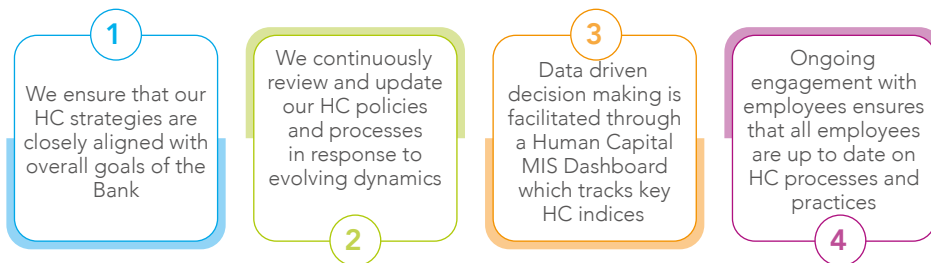 1
We ensure that our
HC strategies are
closely aligned with
overall goals of the
Bank
We continuously
review and update
our HC policies
and processes
in response to
evolving dynamics
2
3
Data driven
decision making is
facilitated through
a Human Capital
MIS Dashboard
which tracks key
HC indices
Ongoing
engagement with
employees ensures
that all employees
are up to date on
HC processes and
practices
4